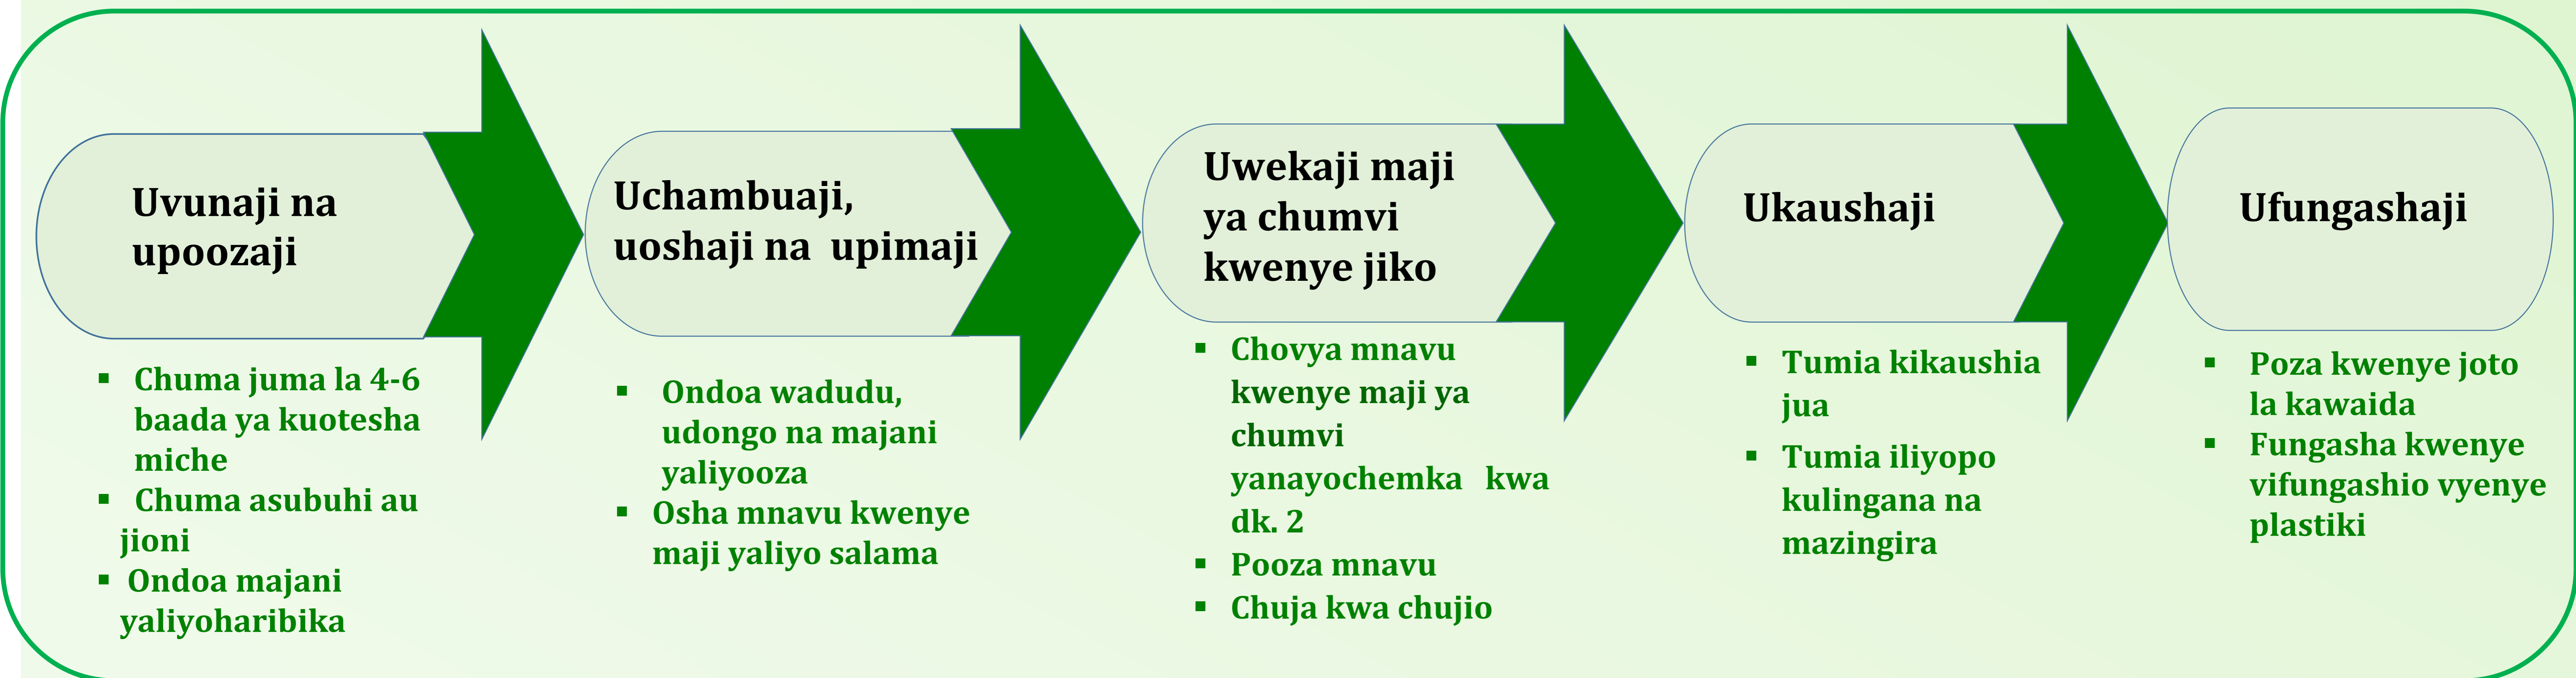 Uvunaji na
upoozaji
▪ Chuma juma la 4-6
baada ya kuotesha
miche
▪ Chuma asubuhi au
jioni
▪ Ondoa majani
yaliyoharibika
Uchambuaji,
uoshaji na upimaji
▪ Ondoa wadudu,
udongo na majani
yaliyooza
▪ Osha mnavu kwenye
maji yaliyo salama
Uwekaji maji
ya chumvi
kwenye jiko
▪ Chovya mnavu
kwenye maji ya
chumvi
yanayochemka kwa
dk. 2
▪ Pooza mnavu
▪ Chuja kwa chujio
Ukaushaji
▪ Tumia kikaushia
jua
▪ Tumia iliyopo
kulingana na
mazingira
Ufungashaji
▪ Poza kwenye joto
la kawaida
▪ Fungasha kwenye
vifungashio vyenye
plastiki